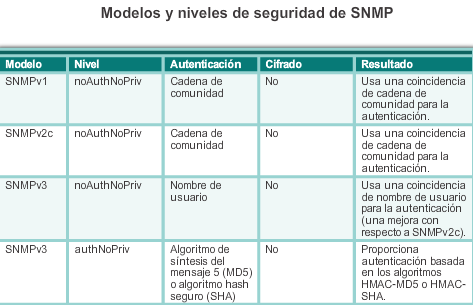 Modelos y niveles de seguridad de SNMP
Modelo Nivel Autenticación Cifrado Resultado
SNMPv1 noAuthNoPriv Cadena de comunidad No Usa una coincidencia de cadena de comunidad para la autenticación.
SNMPv2c noAuthNoPriv Cadena de comunidad No Usa una coincidencia de cadena de comunidad para la autenticación.
SNMPv3 noAuthNoPriv Nombre de usuario No Usa una coincidencia de nombre de usuario para la autenticación (una mejora con respecto a SNMPv2c).
SNMPv3 authNoPriv Algoritmo de síntesis del mensaje 5 (MD5) o algoritmo hash seguro (SHA) No Proporciona autenticación basada en los algoritmos HMAC-MD5 o HMAC-SHA.